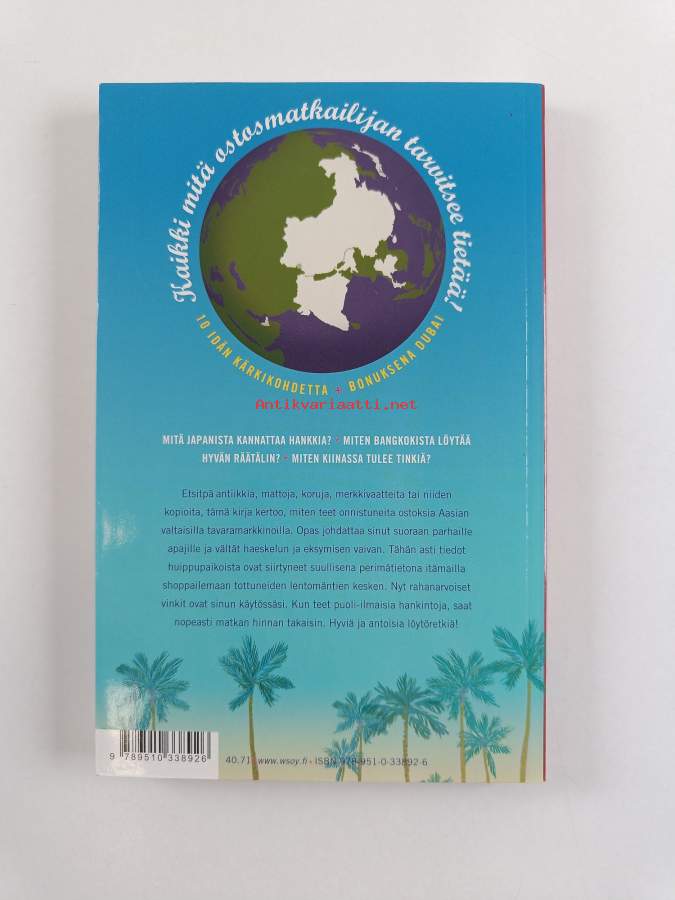 Kaikki mitä ostosmatkailijan tarvitsee tietää!
10 IDÄN KÄRKIKOHDETTA + BONUKSENA DUBAI
Antikvariaatti.net
MITÄ JAPANISTA KANNATTAA HANKKIA? • MITEN BANGKOKISTA LÖYTÄÄ
HYVÄN RÄÄTÄLIN? • MITEN KIINASSA TULEE TINKIÄ?
Etsitpä antiikkia, mattoja, koruja, merkkivaatteita tai niiden
kopioita, tämä kirja kertoo, miten teet onnistuneita ostoksia Aasian
valtaisilla tavaramarkkinoilla. Opas johdattaa sinut suoraan parhaille
apajille ja vältät haeskelun ja eksymisen vaivan. Tähän asti tiedot
huippupaikoista ovat siirtyneet suullisena perimätietona itämailla
shoppailemaan tottuneiden lentomäntien kesken. Nyt rahanarvoiset
vinkit ovat sinun käytössäsi. Kun teet puoli-ilmaisia hankintoja, saat
nopeasti matkan hinnan takaisin. Hyviä ja antoisia löytöretkiä!
9 789510 338926
40.71 • www.wsoy.fi • ISBN 978-951-0-33892-6